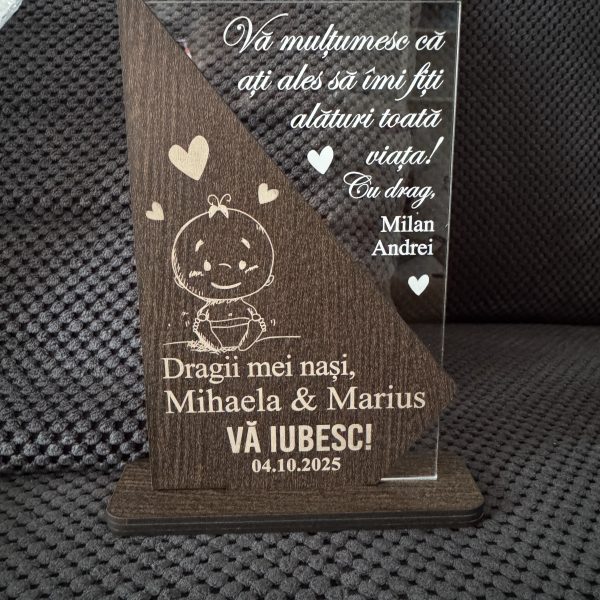 Vă mulțumesc că
ați ales să îmi fiți
alături toată
viața!
Cu drag,
Milan
Andrei
Dragii mei nași,
Mihaela & Marius
VĂ IUBESC!
04.10.2025